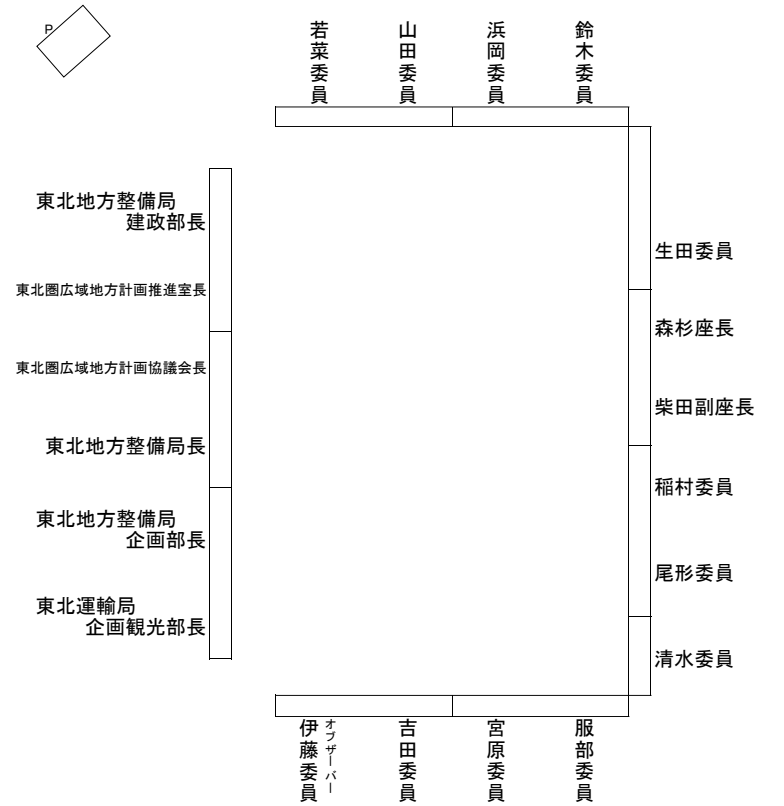 P
若菜委員
山田委員
浜岡委員
鈴木委員
東北地方整備局
建政部長
東北圏広域地方計画推進室長
東北圏広域地方計画協議会長
東北地方整備局長
東北地方整備局
企画部長
東北運輸局
企画観光部長
生田委員
森杉座長
柴田副座長
稲村委員
尾形委員
清水委員
オブザーバー
伊藤委員
吉田委員
宮原委員
服部委員